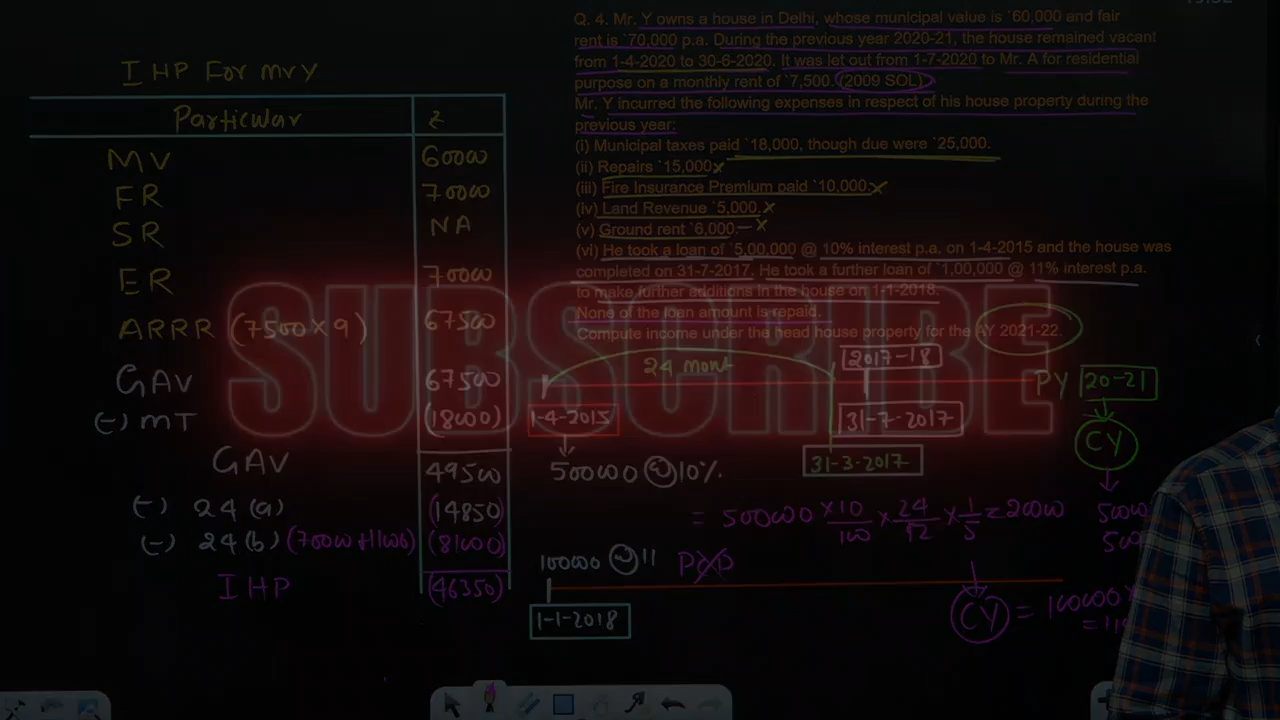 Q. 4. Mr. Y owns a house in Delhi, whose municipal value is `60,000 and fair
rent is `70,000 p.a. During the previous year 2020-21, the house remained vacant
from 1-4-2020 to 30-6-2020. It was let out from 1-7-2020 to Mr. A for residential
purpose on a monthly rent of `7,500. (2009 SOL)
Mr. Y incurred the following expenses in respect of his house property during the
previous year:
(i) Municipal taxes paid `18,000, though due were `25,000.
(ii) Repairs `15,000 x
(iii) Fire Insurance Premium paid `10,000. x
(iv) Land Revenue `5,000. x
(v) Ground rent `6,000. – x
(vi) He took a loan of `5,00,000 @ 10% interest p.a. on 1-4-2015 and the house was
completed on 31-7-2017. He took a further loan of `1,00,000 @ 11% interest p.a.
to make further additions in the house on 1-1-2018.
None of the loan amount is repaid.
Compute income under the head house property for the AY 2021-22.
IHP For mr Y
Particular ₹
MV 60000
FR 70000
SR NA
ER 70000
ARRR (7500×9) 67500
GAV 67500
(-) MT (18000)
GAV 49500
(-) 24 (a) (14850)
(-) 24(b) (70000+11000) (81000)
IHP (46350)
SUBSCRIBE
24 mont
2017-18
PY 20-21
1-4-2015
31-7-2017
CY
31-3-2017
500000 @ 10%
= 500000 × 10/100 × 24/12 × 1/5 = 20000
100000 @ 11 PCD
1-1-2018
CY = 100000